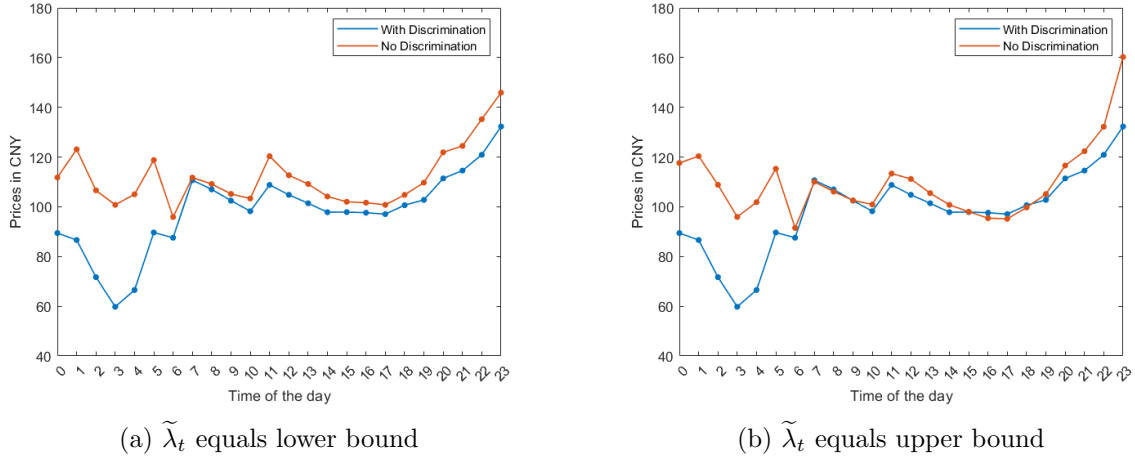 180
160
140
120
100
80
60
40
Prices in CNY
With Discrimination
No Discrimination
0 1 2 3 4 5 6 7 8 9 10 11 12 13 14 15 16 17 18 19 20 21 22 23
Time of the day
(a) λ̃t equals lower bound
180
160
140
120
100
80
60
40
Prices in CNY
With Discrimination
No Discrimination
0 1 2 3 4 5 6 7 8 9 10 11 12 13 14 15 16 17 18 19 20 21 22 23
Time of the day
(b) λ̃t equals upper bound